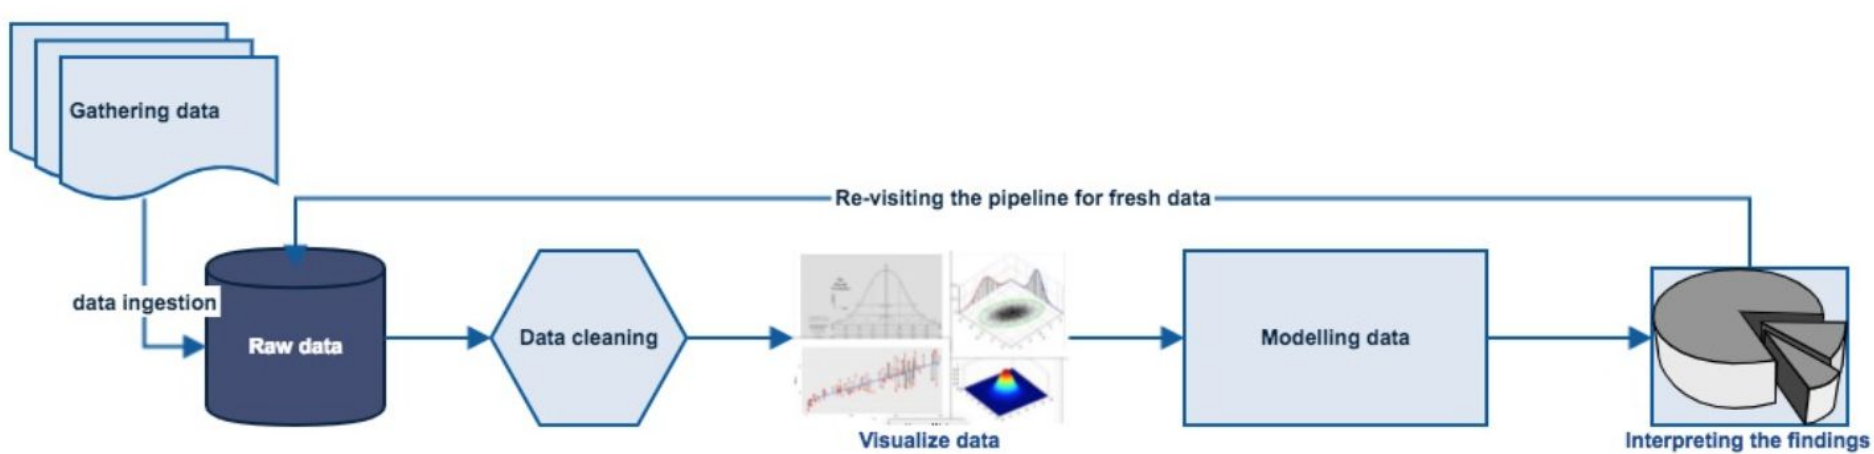 Gathering data
Re-visiting the pipeline for fresh data
data ingestion
Raw data
Data cleaning
Modelling data
Visualize data
Interpreting the findings